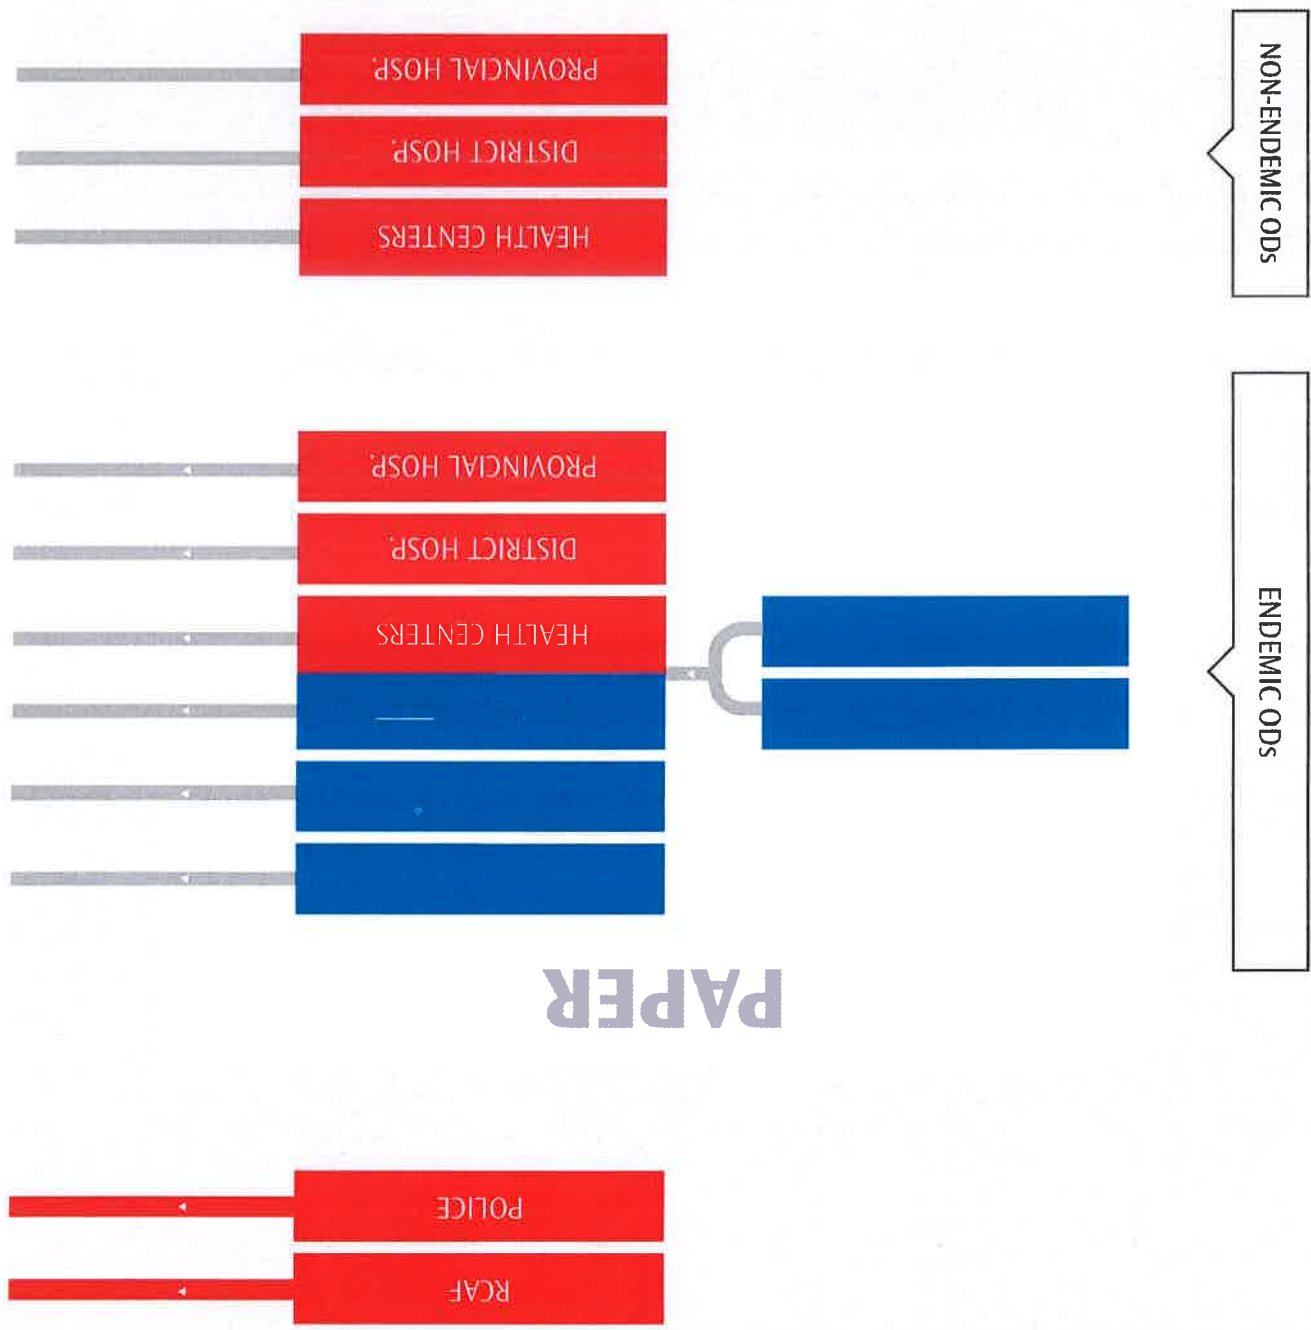 PROVINCIAL HOSP.
DISTRICT HOSP.
HEALTH CENTERS
NON-ENDEMIC ODs
PROVINCIAL HOSP.
DISTRICT HOSP.
HEALTH CENTERS
ENDEMIC ODs
PAPER
POLICE
RCAF